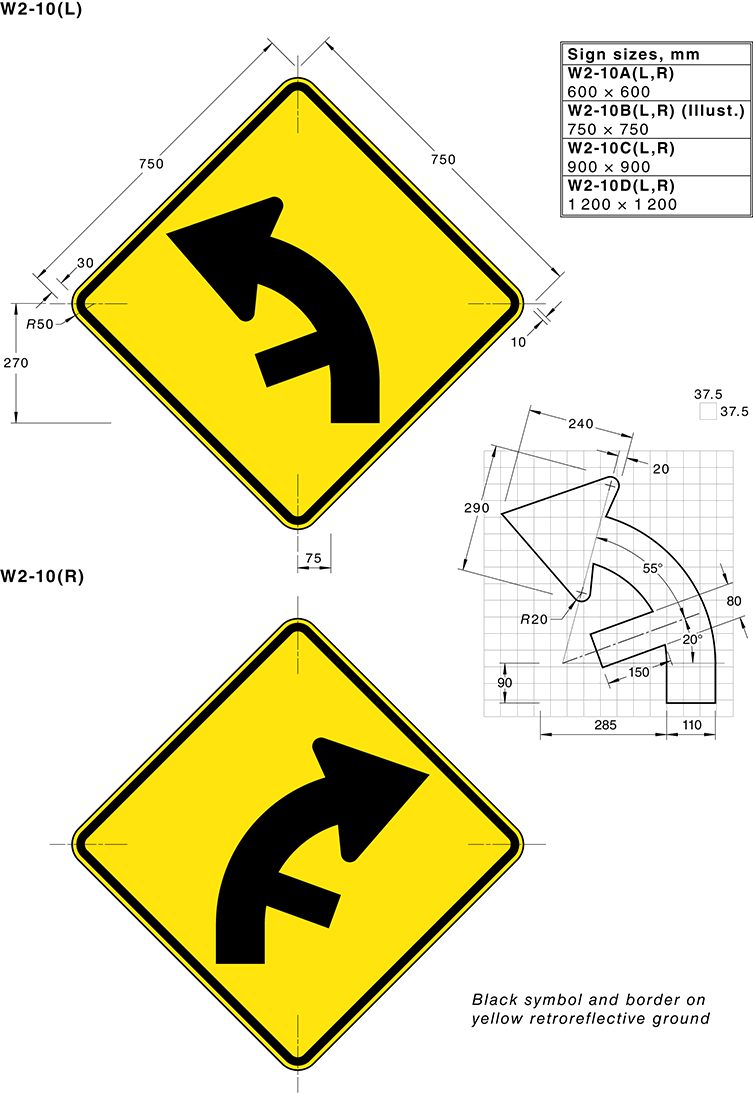 W2-10(L)
Sign sizes, mm
W2-10A(L,R)
600 × 600
W2-10B(L,R) (Illust.)
750 × 750
W2-10C(L,R)
900 × 900
W2-10D(L,R)
1 200 × 1 200
750
750
30
R50
10
270
75
37.5
37.5
240
20
290
55°
80
R20
20°
150
90
285
110
W2-10(R)
Black symbol and border on
yellow retroreflective ground